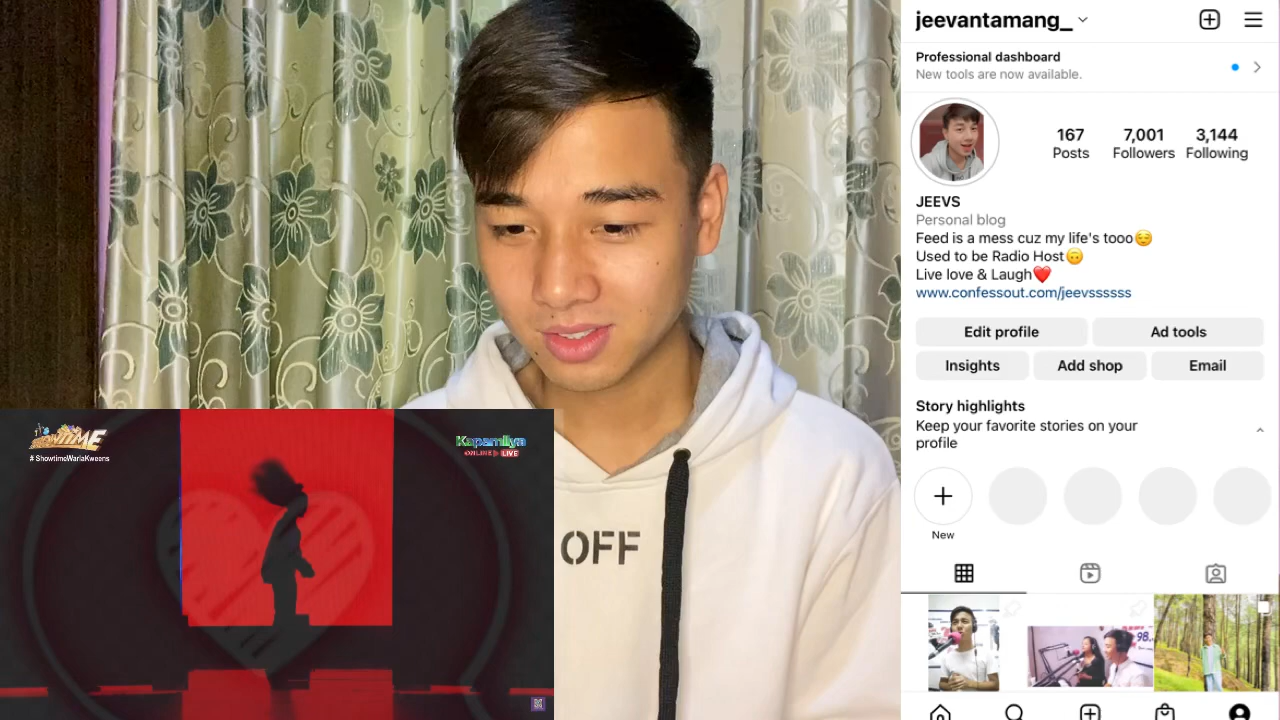 SHOWTIME
#ShowtimeWariaKweens
Kapamilya
ONLINE LIVE
OFF
jeevantamang_
Professional dashboard
New tools are now available.
167
Posts
7,001
Followers
3,144
Following
JEEVS
Personal blog
Feed is a mess cuz my life's tooo😌
Used to be Radio Host🙃
Live love & Laugh❤️
www.confessout.com/jeevssssss
Edit profile
Ad tools
Insights
Add shop
Email
Story highlights
Keep your favorite stories on your
profile
New
98.